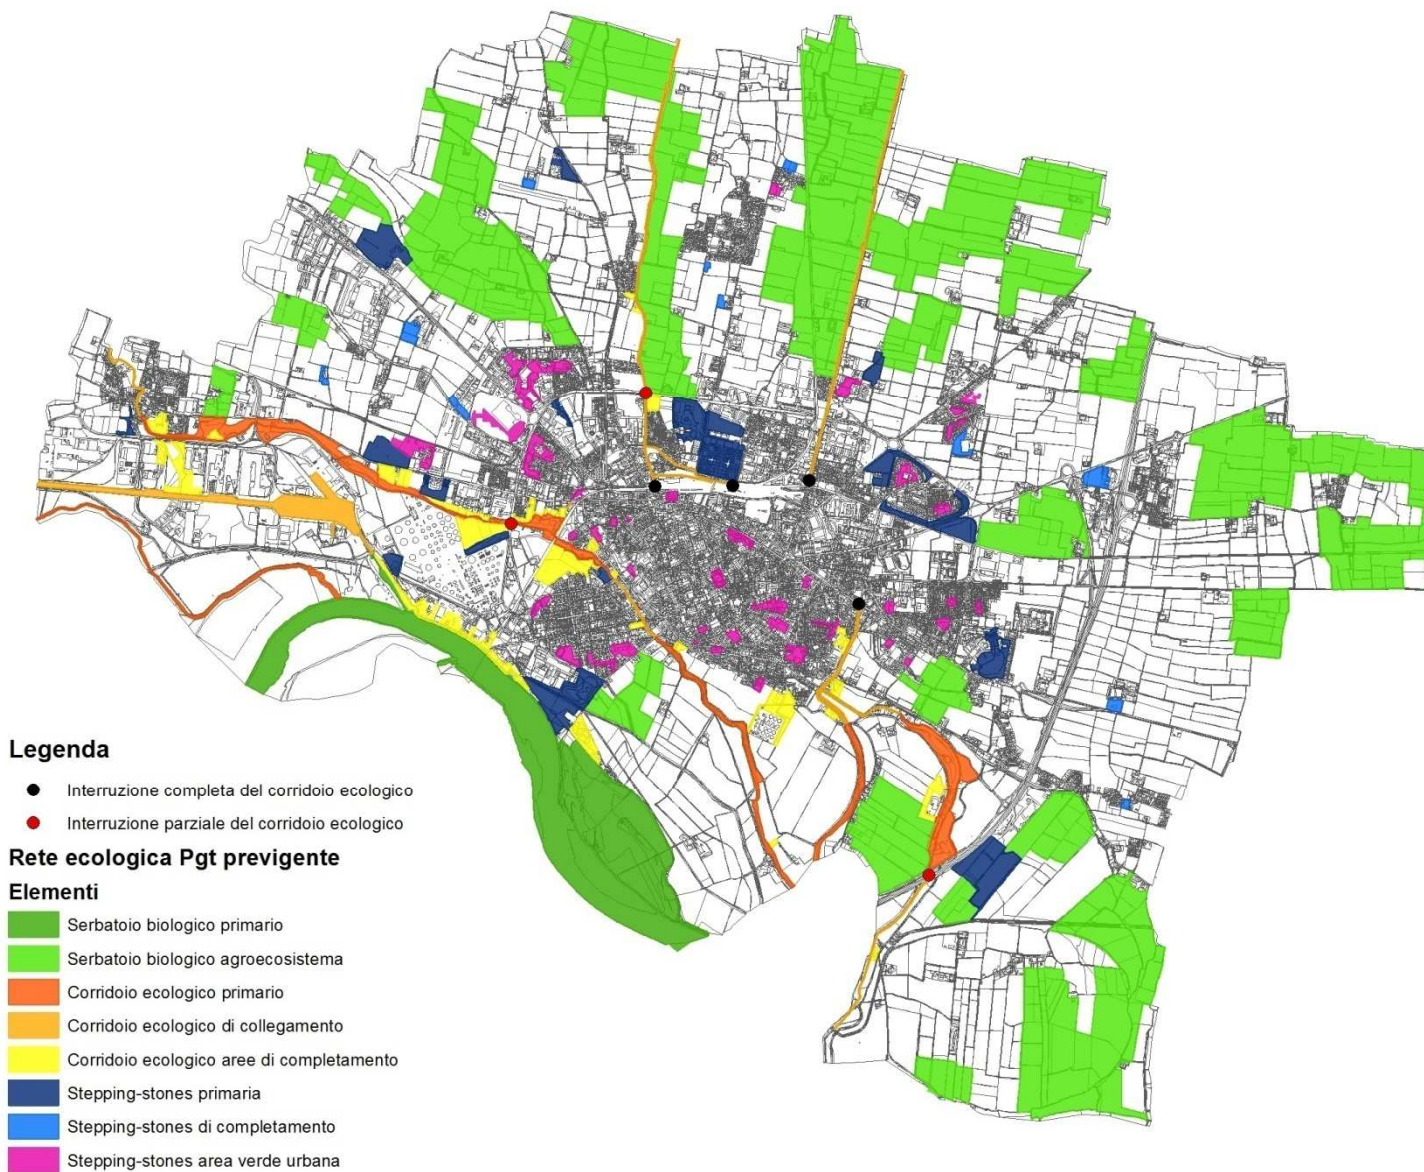 Legenda
Interruzione completa del corridoio ecologico
Interruzione parziale del corridoio ecologico
Rete ecologica Pgt previgente
Elementi
Serbatoio biologico primario
Serbatoio biologico agroecosistema
Corridoio ecologico primario
Corridoio ecologico di collegamento
Corridoio ecologico aree di completamento
Stepping-stones primaria
Stepping-stones di completamento
Stepping-stones area verde urbana